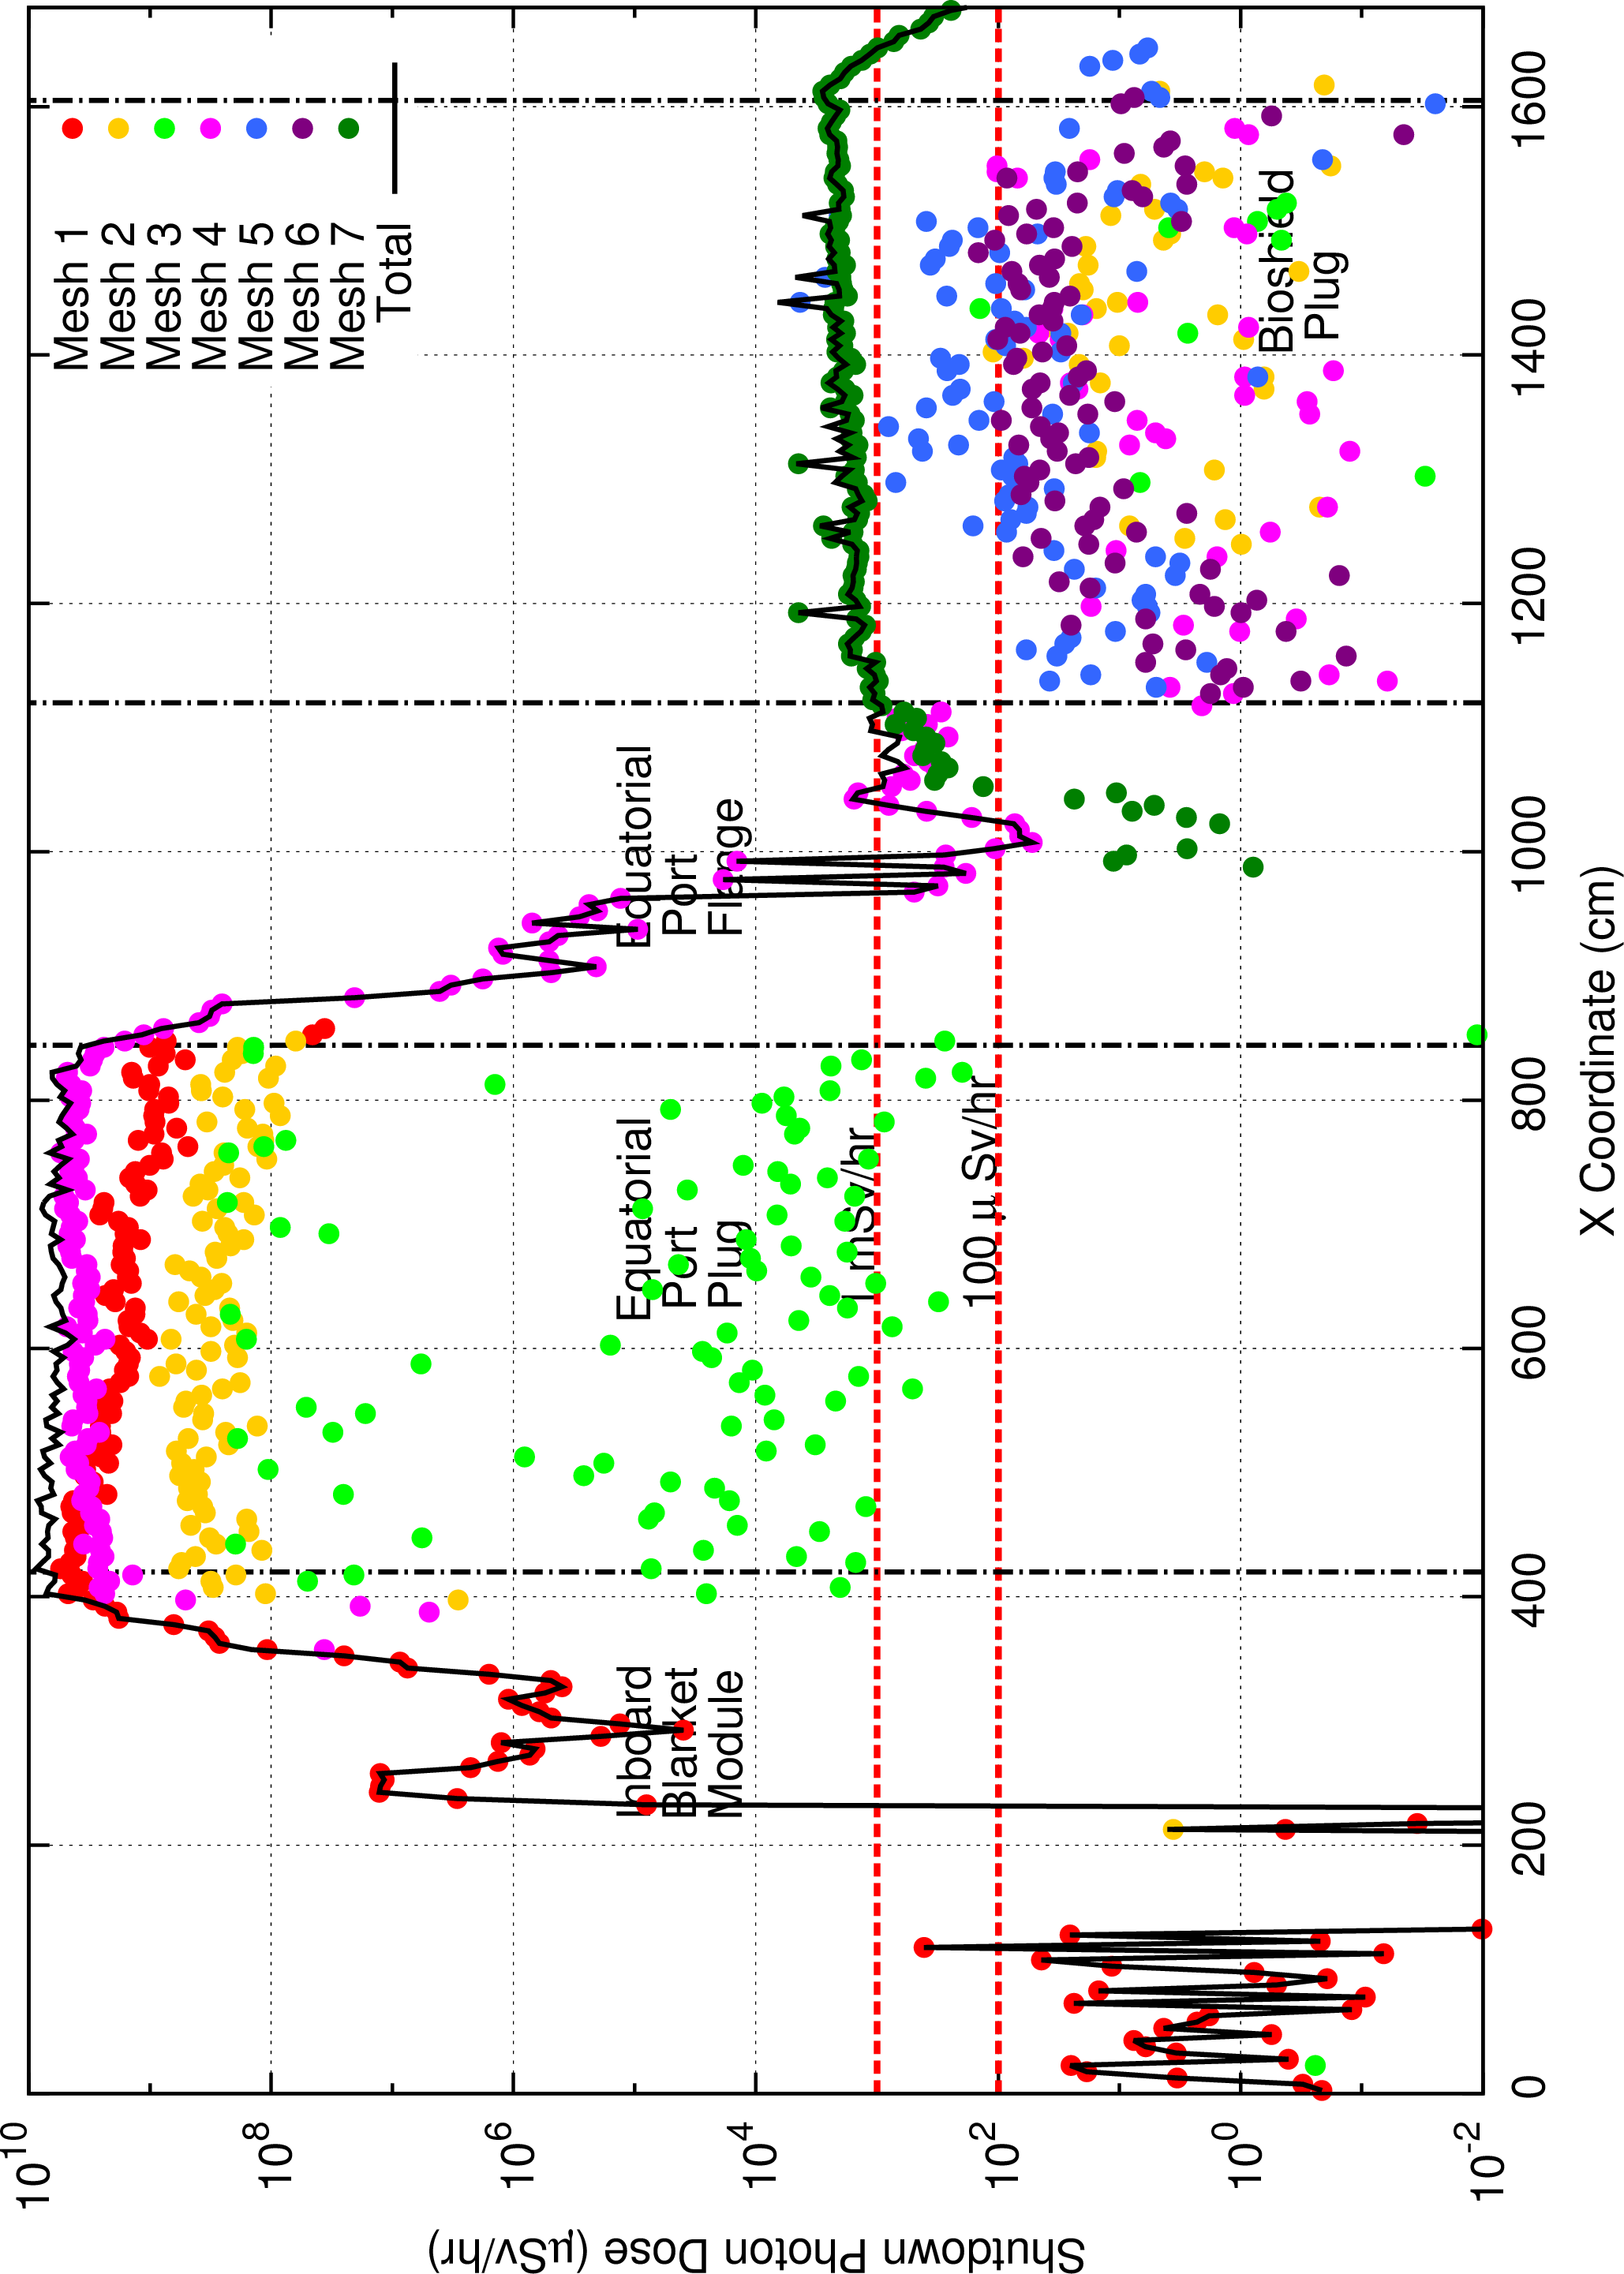 Mesh 1
Mesh 2
Mesh 3
Mesh 4
Mesh 5
Mesh 6
Mesh 7
Total
Inboard
Blanket
Module
Equatorial
Port
Plug
Equatorial
Port
Flange
Bioshield
Plug
1 mSv/hr
100 μ Sv/hr
Shutdown Photon Dose (μSv/hr)
10^10
10^8
10^6
10^4
10^2
10^0
10^-2
0 200 400 600 800 1000 1200 1400 1600
X Coordinate (cm)